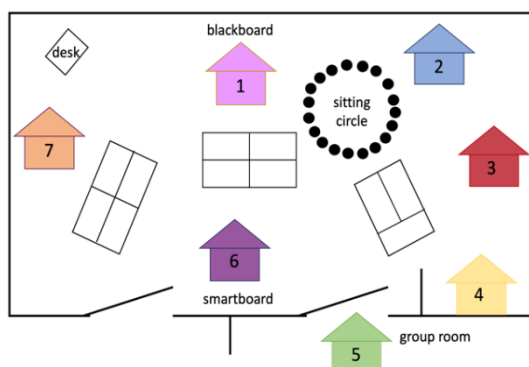 blackboard
desk
1
2
sitting
circle
7
3
6
smartboard
4
group room
5